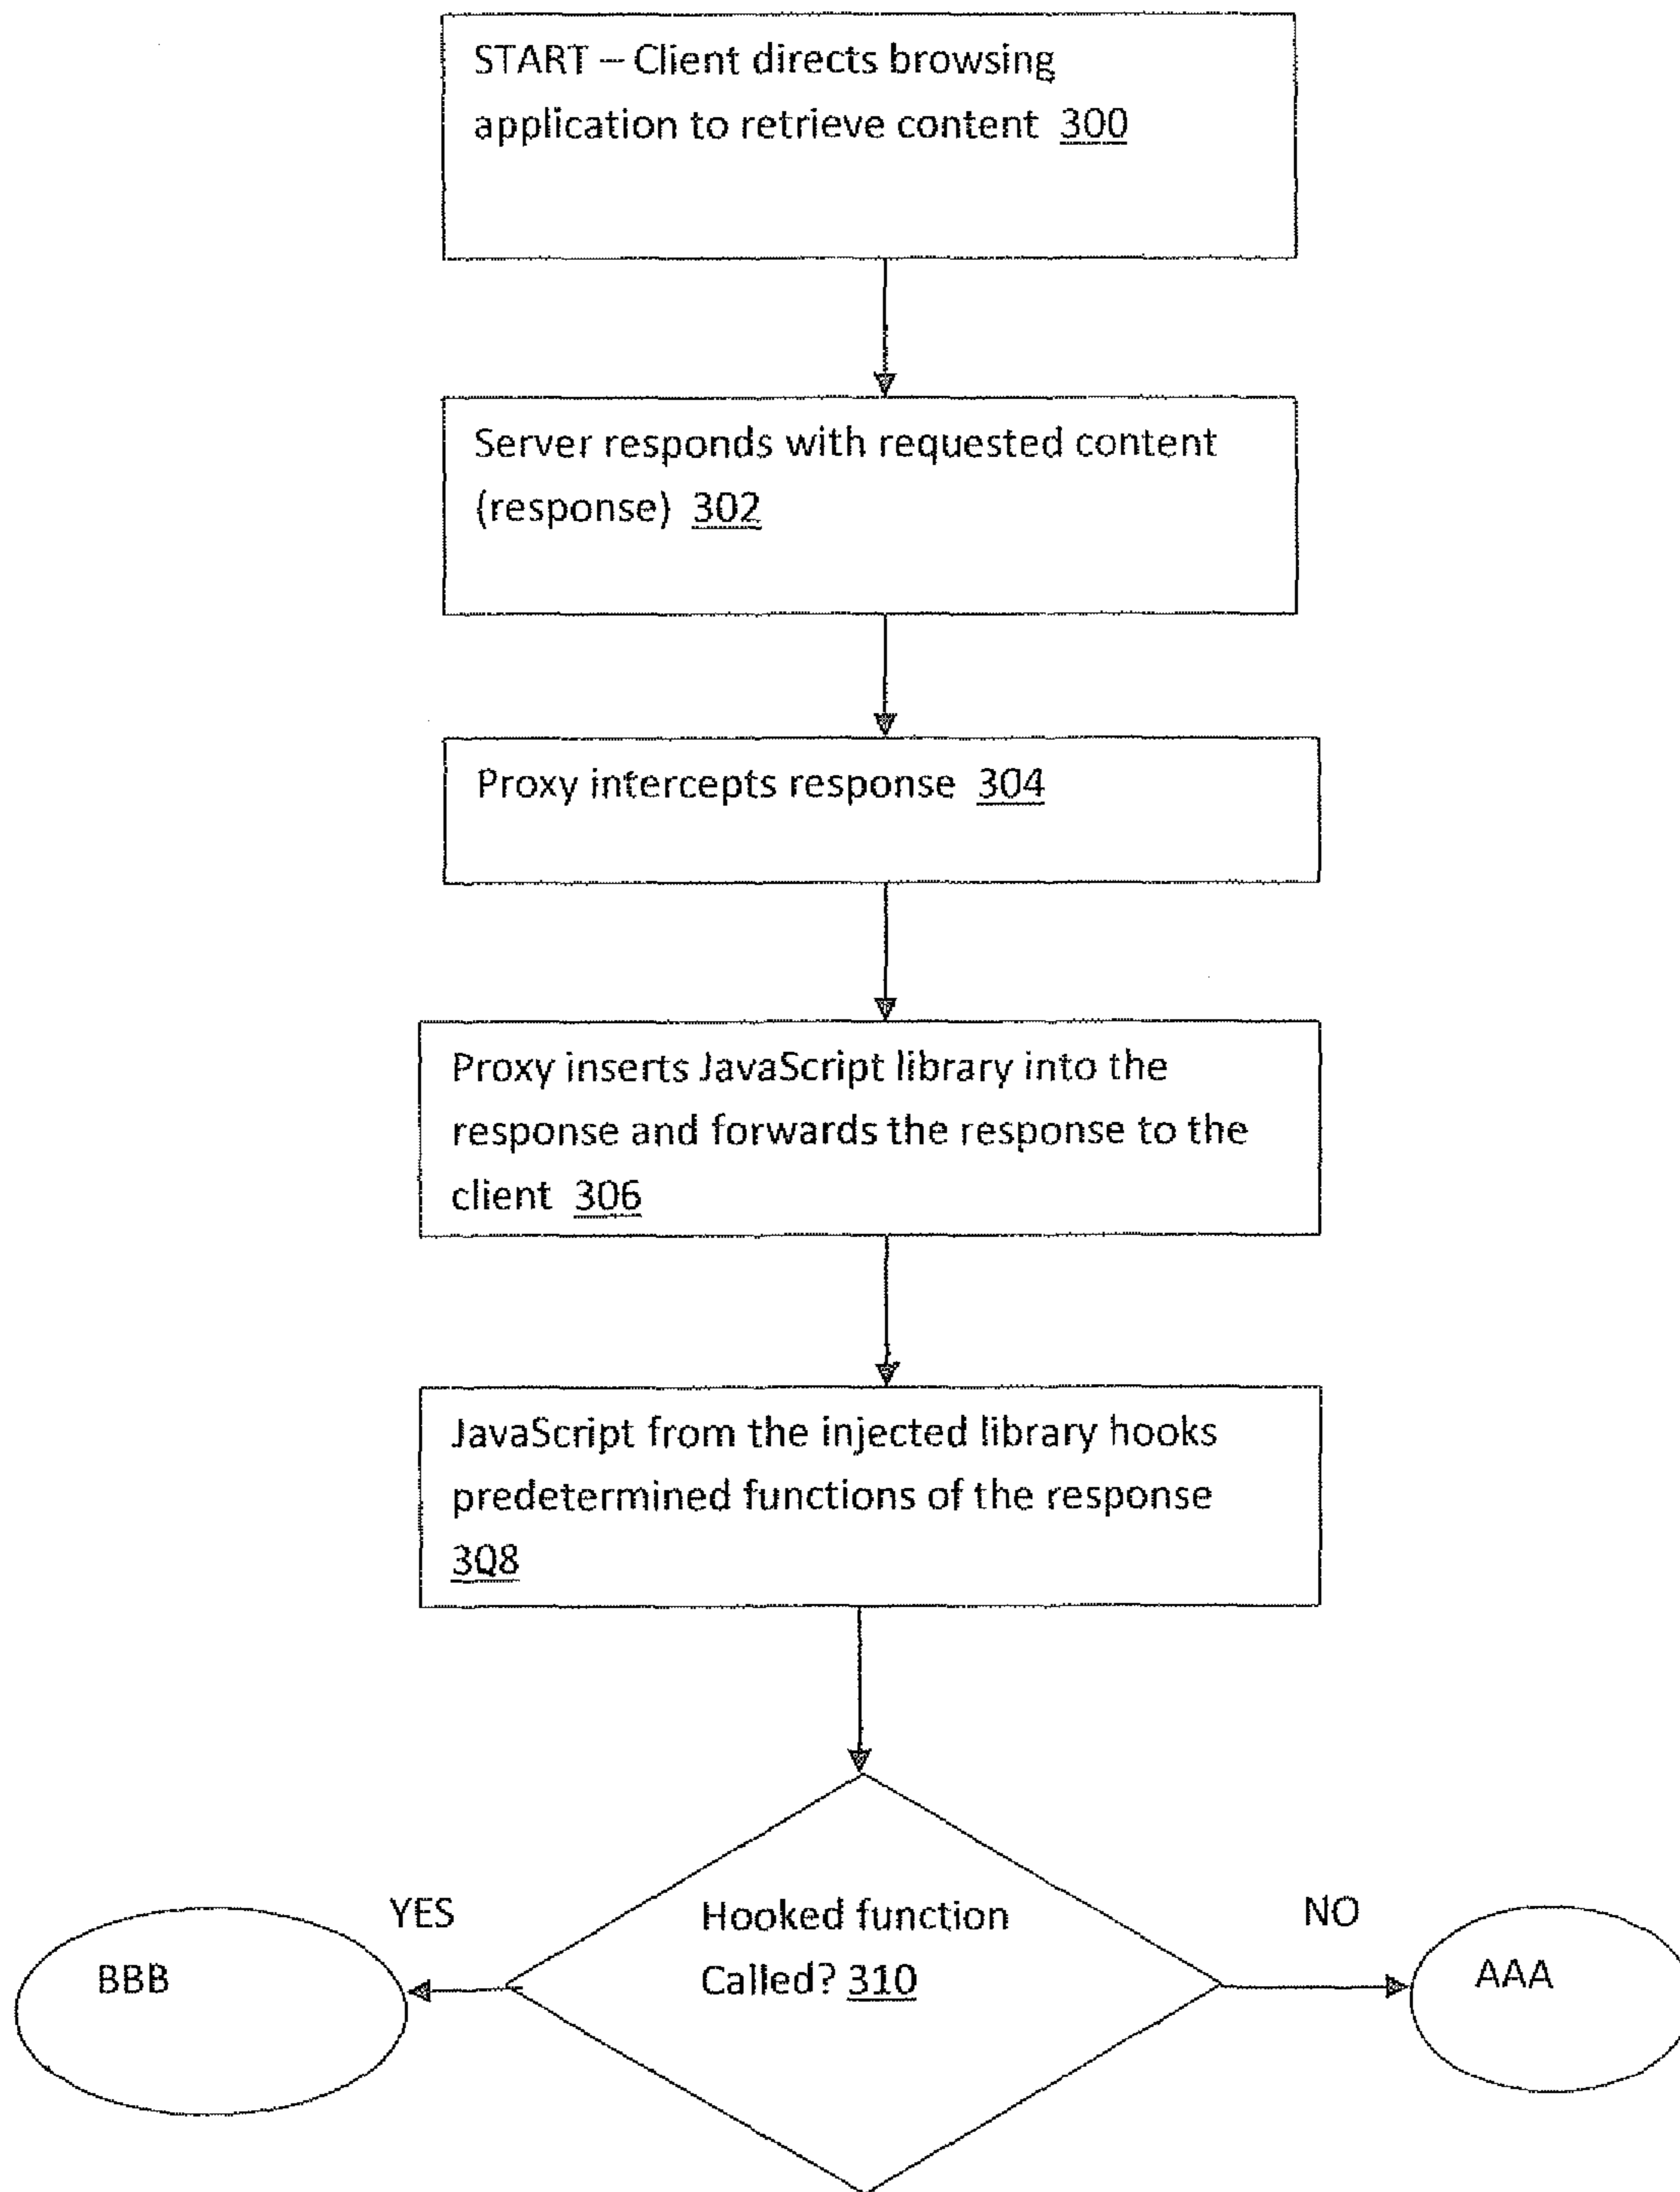 START – Client directs browsing
application to retrieve content 300
Server responds with requested content
(response) 302
Proxy intercepts response 304
Proxy inserts JavaScript library into the
response and forwards the response to the
client 306
JavaScript from the injected library hooks
predetermined functions of the response
308
YES
NO
Hooked function
Called? 310
BBB
AAA